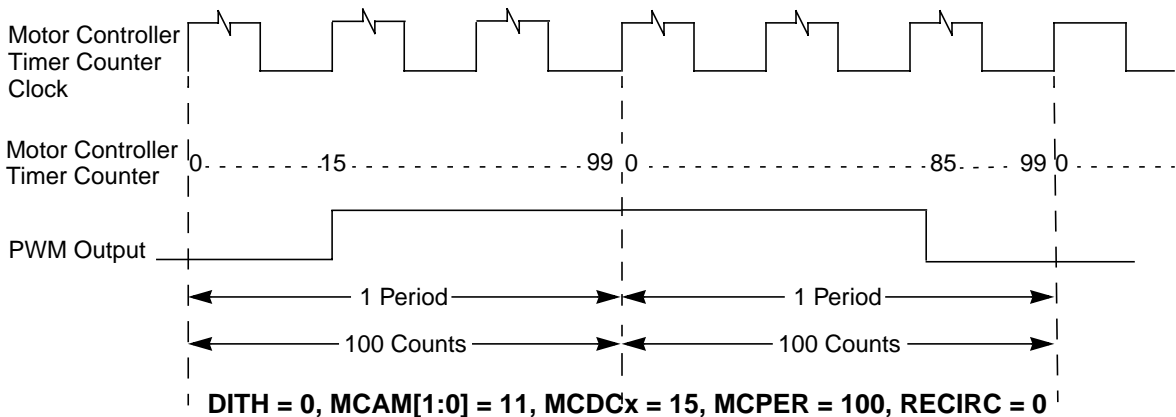 Motor Controller
Timer Counter
Clock
Motor Controller
Timer Counter
0 15 99 0 85 99 0
PWM Output
1 Period 1 Period
100 Counts 100 Counts
DITH = 0, MCAM[1:0] = 11, MCDCx = 15, MCPER = 100, RECIRC = 0